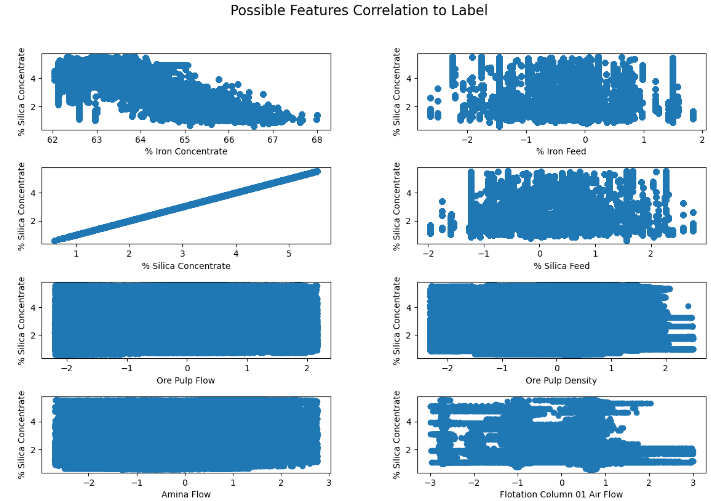 Possible Features Correlation to Label
% Silica Concentrate
4
2
62 63 64 65 66 67 68
% Iron Concentrate
% Silica Concentrate
4
2
−2 −1 0 1 2
% Iron Feed
% Silica Concentrate
4
2
1 2 3 4 5
% Silica Concentrate
% Silica Concentrate
4
2
−2 −1 0 1 2
% Silica Feed
% Silica Concentrate
4
2
−2 −1 0 1 2
Ore Pulp Flow
% Silica Concentrate
4
2
−3 −2 −1 0 1 2 3
Ore Pulp Density
% Silica Concentrate
4
2
−2 −1 0 1 2 3
Amina Flow
% Silica Concentrate
4
2
−3 −2 −1 0 1 2 3
Flotation Column 01 Air Flow